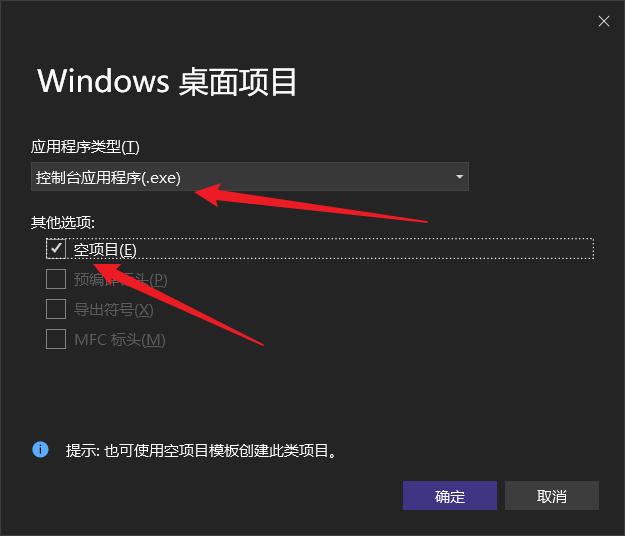 Windows 桌面项目
应用程序类型(T)
控制台应用程序(.exe)
其他选项:
空项目(E)
预编译标头(P)
导出符号(X)
MFC 标头(M)
提示: 也可使用空项目模板创建此类项目。
确定
取消